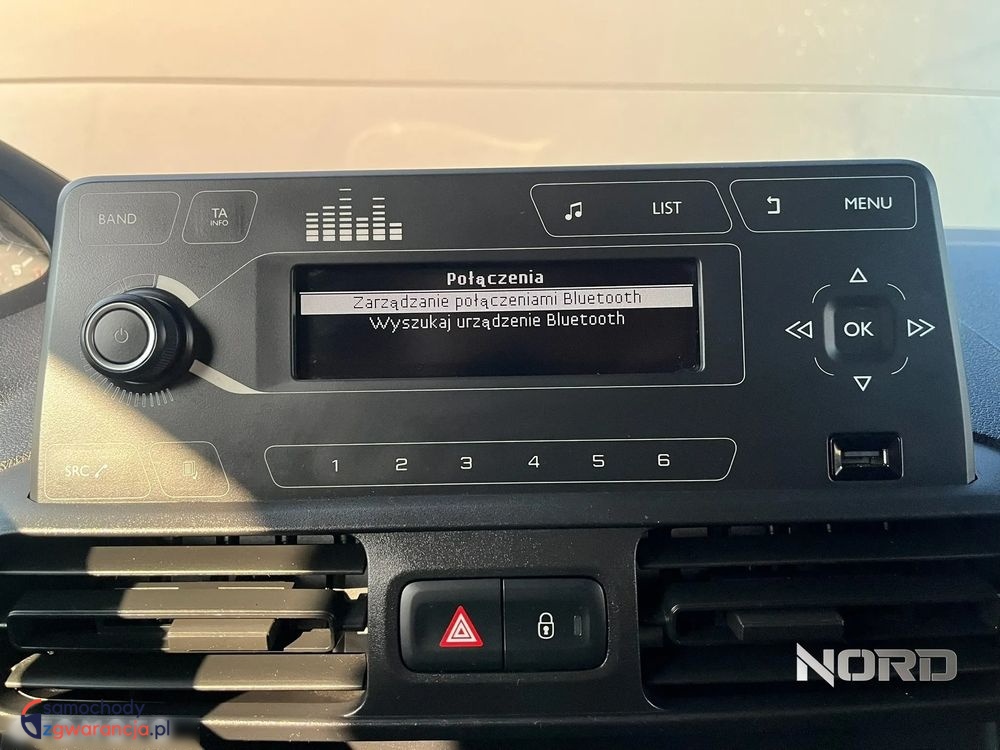 BAND
TA
INFO
LIST
MENU
Połączenia
Zarządzanie połączeniami Bluetooth
Wyszukaj urządzenie Bluetooth
OK
SRC
1 2 3 4 5 6
NORD
samochody
zgwarancja.pl